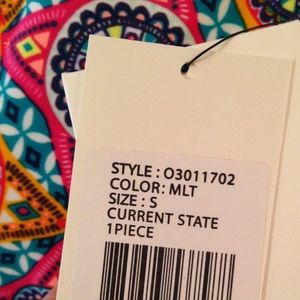 STYLE : O3011702
COLOR: MLT
SIZE : S
CURRENT STATE
1PIECE